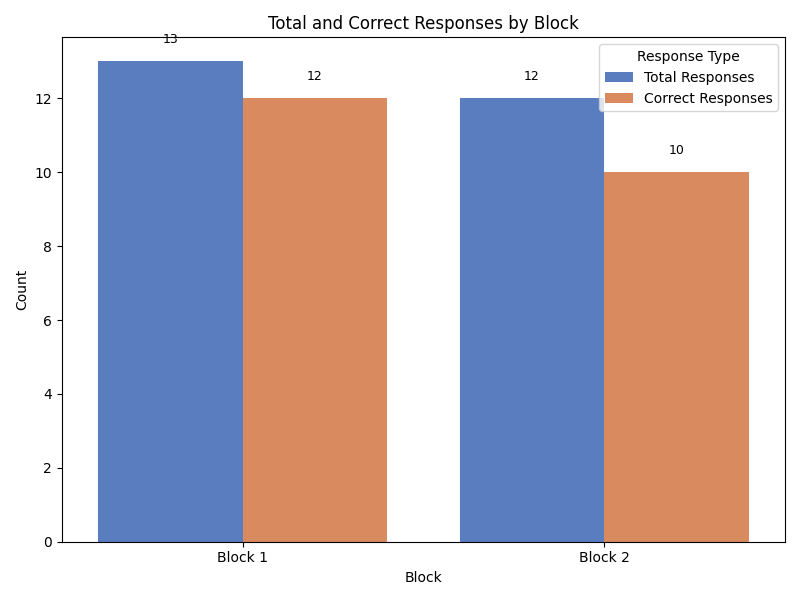 Total and Correct Responses by Block
13
12
12
10
Response Type
Total Responses
Correct Responses
Count
12
10
8
6
4
2
0
Block 1
Block 2
Block